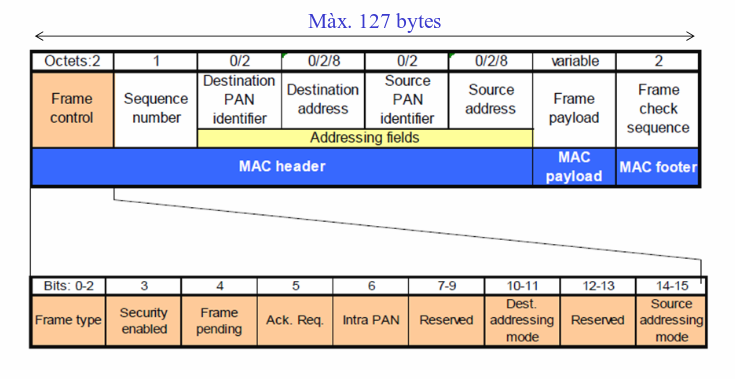 Màx. 127 bytes
Octets:2 1 0/2 0/2/8 0/2 0/2/8 variable 2
Frame control
Sequence number
Destination PAN identifier
Destination address
Source PAN identifier
Source address
Frame payload
Frame check sequence
Addressing fields
MAC header
MAC payload
MAC footer
Bits: 0-2 3 4 5 6 7-9 10-11 12-13 14-15
Frame type
Security enabled
Frame pending
Ack. Req.
Intra PAN
Reserved
Dest. addressing mode
Reserved
Source addressing mode